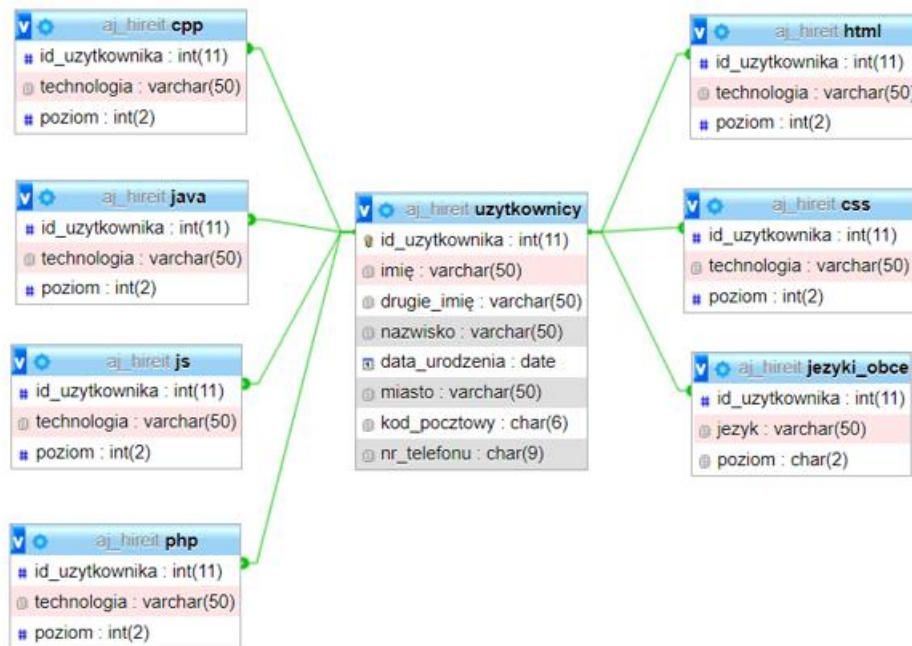 aj_hireit cpp
id_uzytkownika : int(11)
technologia : varchar(50)
poziom : int(2)
aj_hireit java
id_uzytkownika : int(11)
technologia : varchar(50)
poziom : int(2)
aj_hireit js
id_uzytkownika : int(11)
technologia : varchar(50)
poziom : int(2)
aj_hireit php
id_uzytkownika : int(11)
technologia : varchar(50)
poziom : int(2)
aj_hireit uzytkownicy
id_uzytkownika : int(11)
imię : varchar(50)
drugie_imię : varchar(50)
nazwisko : varchar(50)
data_urodzenia : date
miasto : varchar(50)
kod_pocztowy : char(6)
nr_telefonu : char(9)
aj_hireit html
id_uzytkownika : int(11)
technologia : varchar(50)
poziom : int(2)
aj_hireit css
id_uzytkownika : int(11)
technologia : varchar(50)
poziom : int(2)
aj_hireit jezyki_obce
id_uzytkownika : int(11)
jezyk : varchar(50)
poziom : char(2)